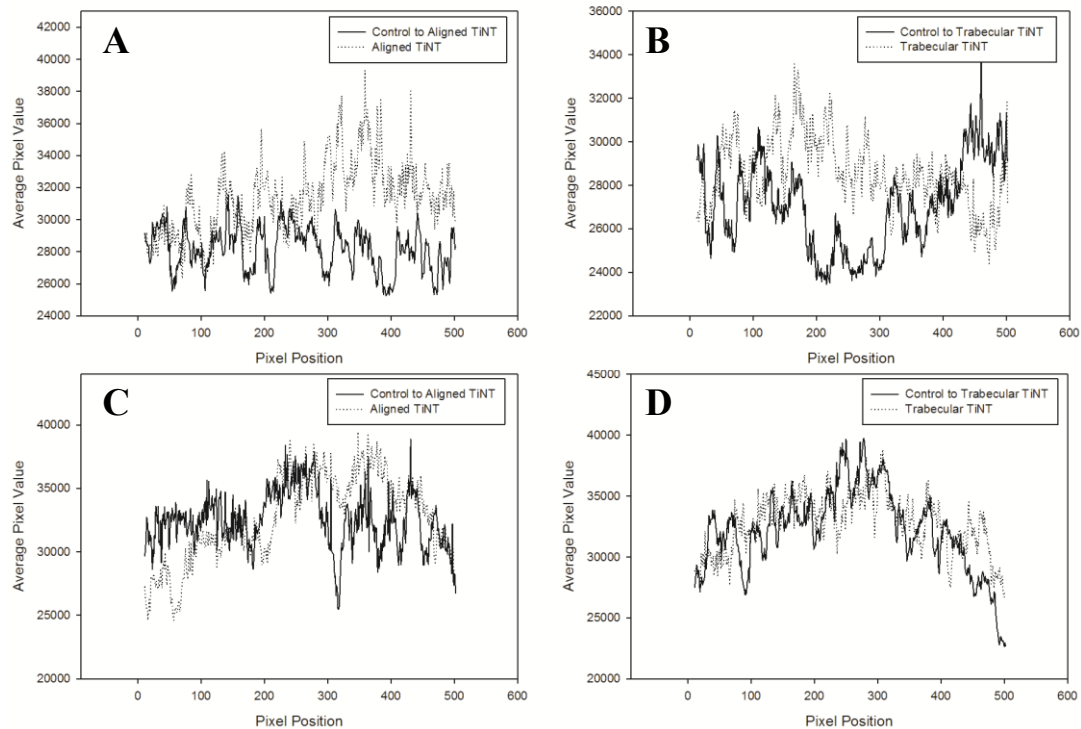 A
Control to Aligned TiNT
Aligned TiNT
42000
40000
38000
36000
34000
32000
30000
28000
26000
24000
Average Pixel Value
0 100 200 300 400 500 600
Pixel Position
B
Control to Trabecular TiNT
Trabecular TiNT
36000
34000
32000
30000
28000
26000
24000
22000
Average Pixel Value
0 100 200 300 400 500 600
Pixel Position
C
Control to Aligned TiNT
Aligned TiNT
40000
35000
30000
25000
20000
Average Pixel Value
0 100 200 300 400 500 600
Pixel Position
D
Control to Trabecular TiNT
Trabecular TiNT
45000
40000
35000
30000
25000
20000
Average Pixel Value
0 100 200 300 400 500 600
Pixel Position